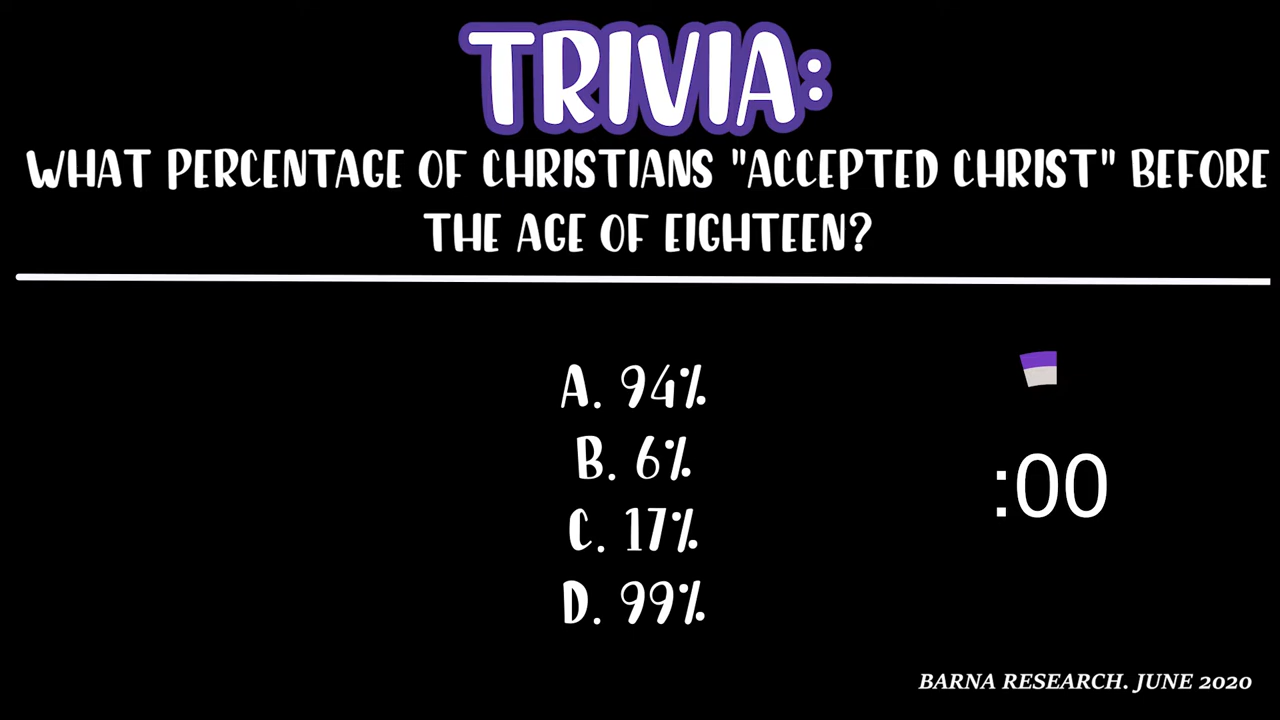 TRIVIA:
WHAT PERCENTAGE OF CHRISTIANS "ACCEPTED CHRIST" BEFORE
THE AGE OF EIGHTEEN?
A. 94%
B. 6%
C. 17%
D. 99%
:00
BARNA RESEARCH. JUNE 2020